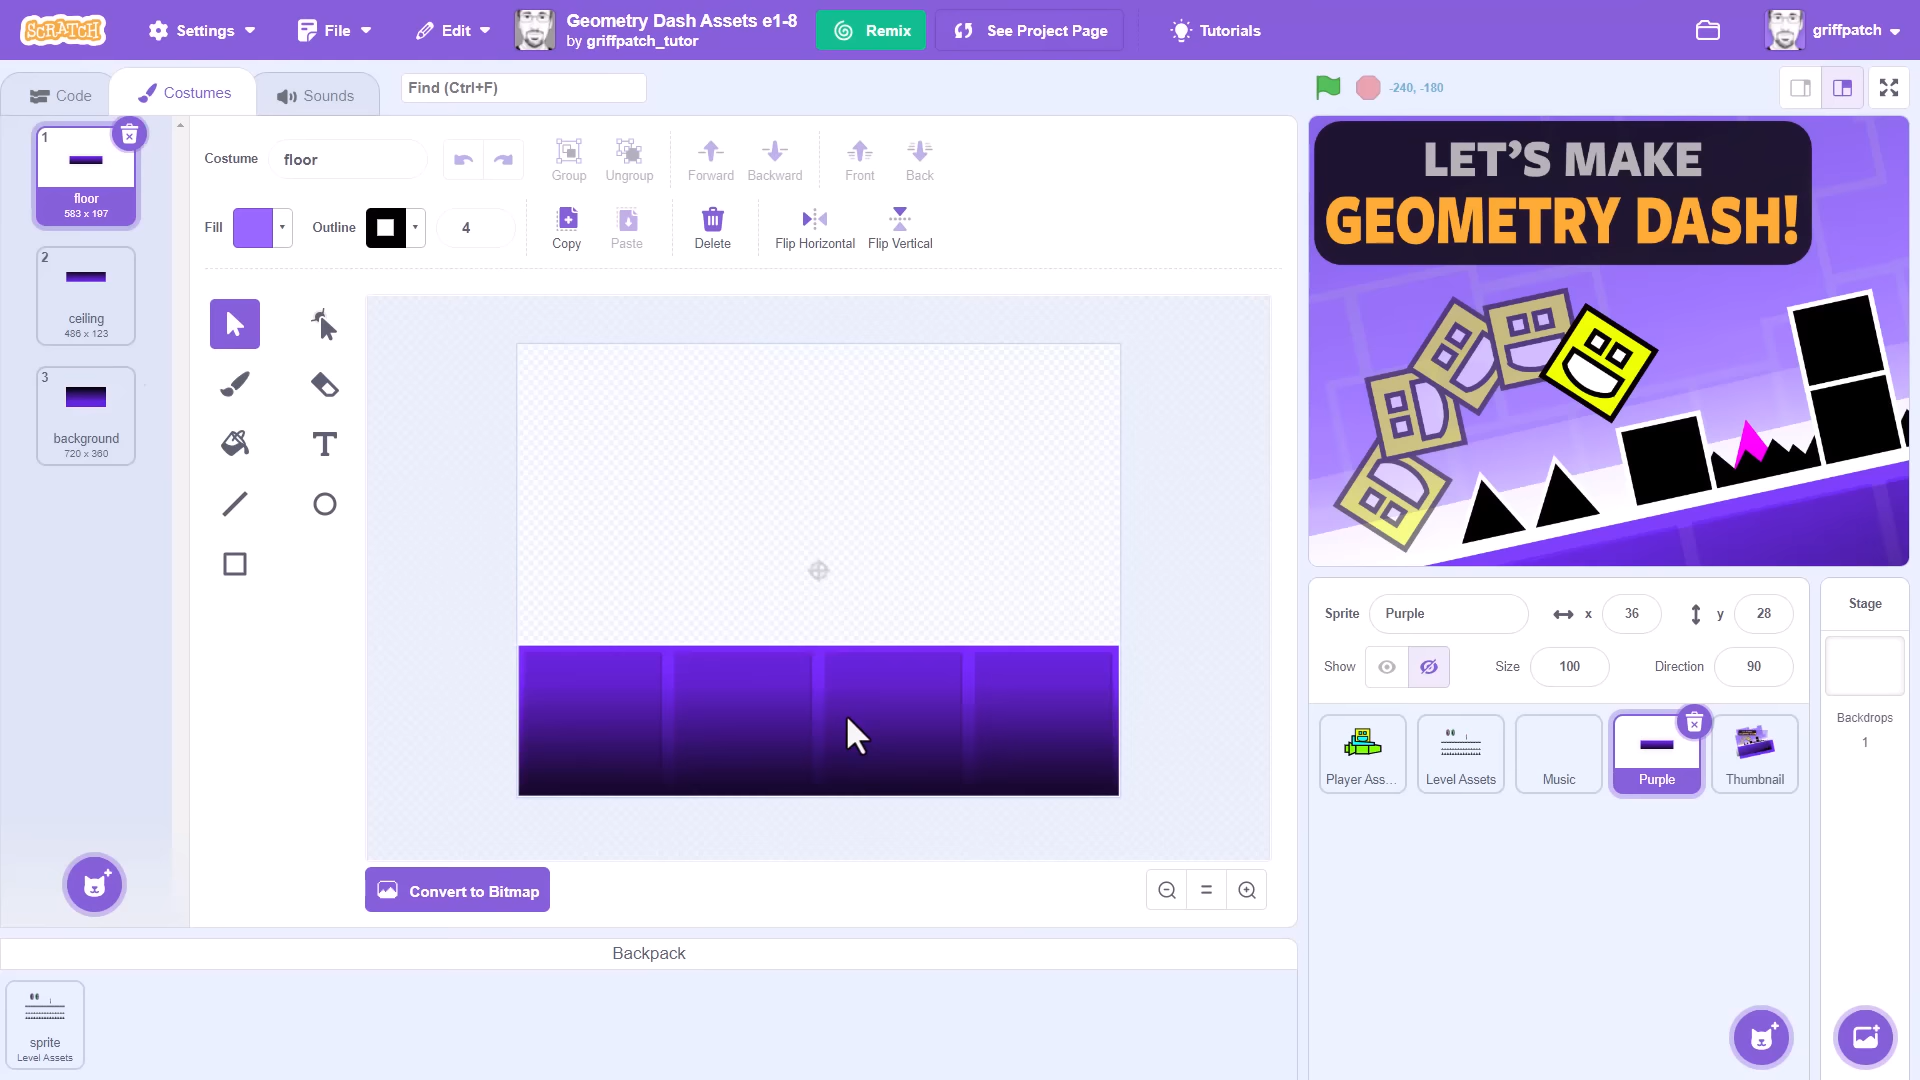 SCRATCH
Settings
File
Edit
Geometry Dash Assets e1-8
by griffpatch_tutor
Remix
See Project Page
Tutorials
griffpatch
Code
Costumes
Sounds
Find (Ctrl+F)
-240, -180
1
floor
583 x 197
2
ceiling
486 x 123
3
background
720 x 360
Costume
floor
Group
Ungroup
Forward
Backward
Front
Back
Fill
Outline
4
Copy
Paste
Delete
Flip Horizontal
Flip Vertical
T
Convert to Bitmap
LET'S MAKE
GEOMETRY DASH!
Sprite
Purple
x
36
y
28
Show
Size
100
Direction
90
Player Ass...
Level Assets
Music
Purple
Thumbnail
Stage
Backdrops
1
Backpack
sprite
Level Assets